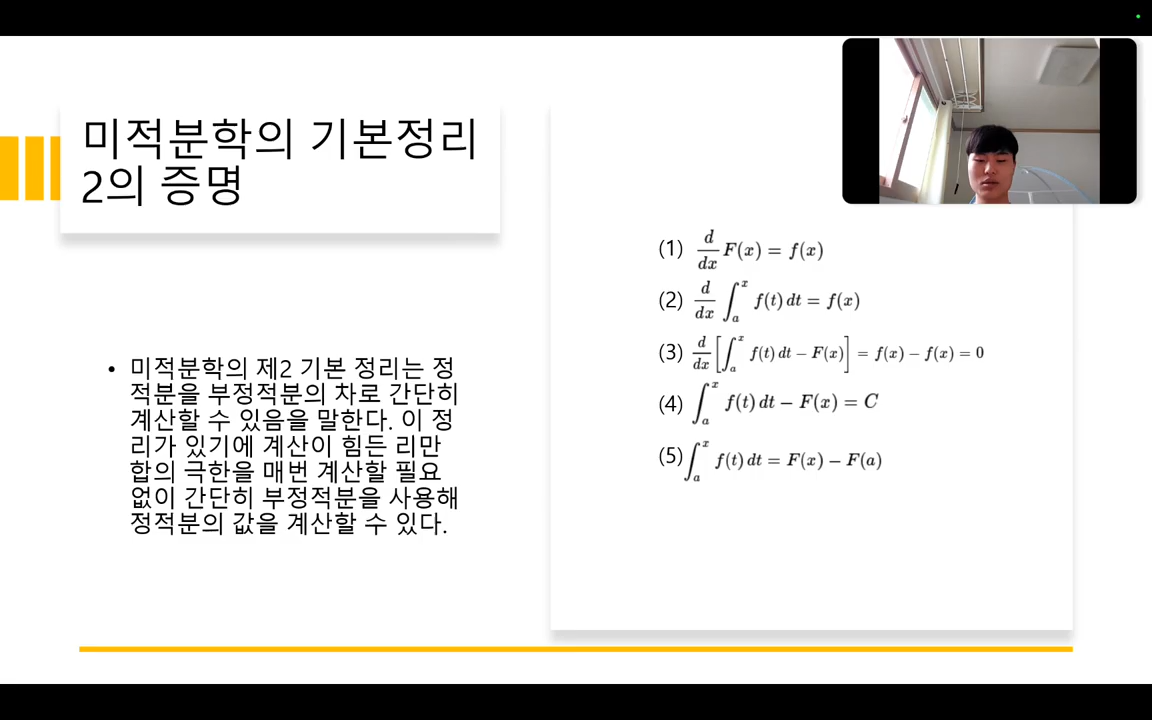 미적분학의 기본정리
2의 증명
• 미적분학의 제2 기본 정리는 정
적분을 부정적분의 차로 간단히
계산할 수 있음을 말한다. 이 정
리가 있기에 계산이 힘든 리만
합의 극한을 매번 계산할 필요
없이 간단히 부정적분을 사용해
정적분의 값을 계산할 수 있다.
(1) d/dx F(x) = f(x)
(2) d/dx ∫_a^x f(t) dt = f(x)
(3) d/dx [∫_a^x f(t) dt − F(x)] = f(x) − f(x) = 0
(4) ∫_a^x f(t) dt − F(x) = C
(5) ∫_a^x f(t) dt = F(x) − F(a)